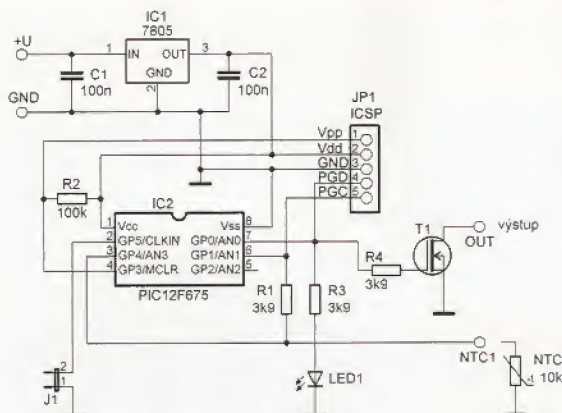 IC1
7805
+U
1
IN
OUT
3
GND
2
C1
100n
C2
100n
GND
JP1
ICSP
Vpp 1
Vdd 2
GND 3
PGD 4
PGC 5
R2
100k
IC2
1 Vcc
Vss 8
2 GP5/CLKIN
GP0/AN0 7
3 GP4/AN3
GP1/AN1 6
4 GP3/MCLR
GP2/AN2 5
PIC12F675
T1
OUT
výstup
R4
3k9
R1
3k9
R3
3k9
NTC1
NTC
10k
-t
2
1
J1
LED1